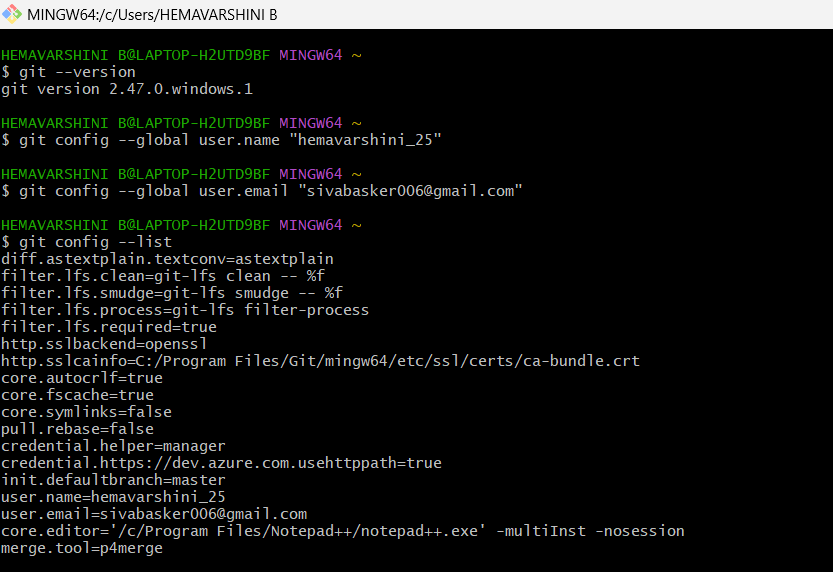 MINGW64:/c/Users/HEMAVARSHINI B
HEMAVARSHINI B@LAPTOP-H2UTD9BF MINGW64 ~
$ git --version
git version 2.47.0.windows.1
HEMAVARSHINI B@LAPTOP-H2UTD9BF MINGW64 ~
$ git config --global user.name "hemavarshini_25"
HEMAVARSHINI B@LAPTOP-H2UTD9BF MINGW64 ~
$ git config --global user.email "sivabasker006@gmail.com"
HEMAVARSHINI B@LAPTOP-H2UTD9BF MINGW64 ~
$ git config --list
diff.astextplain.textconv=astextplain
filter.lfs.clean=git-lfs clean -- %f
filter.lfs.smudge=git-lfs smudge -- %f
filter.lfs.process=git-lfs filter-process
filter.lfs.required=true
http.sslbackend=openssl
http.sslcainfo=C:/Program Files/Git/mingw64/etc/ssl/certs/ca-bundle.crt
core.autocrlf=true
core.fscache=true
core.symlinks=false
pull.rebase=false
credential.helper=manager
credential.https://dev.azure.com.usehttppath=true
init.defaultbranch=master
user.name=hemavarshini_25
user.email=sivabasker006@gmail.com
core.editor='/c/Program Files/Notepad++/notepad++.exe' -multiInst -nosession
merge.tool=p4merge